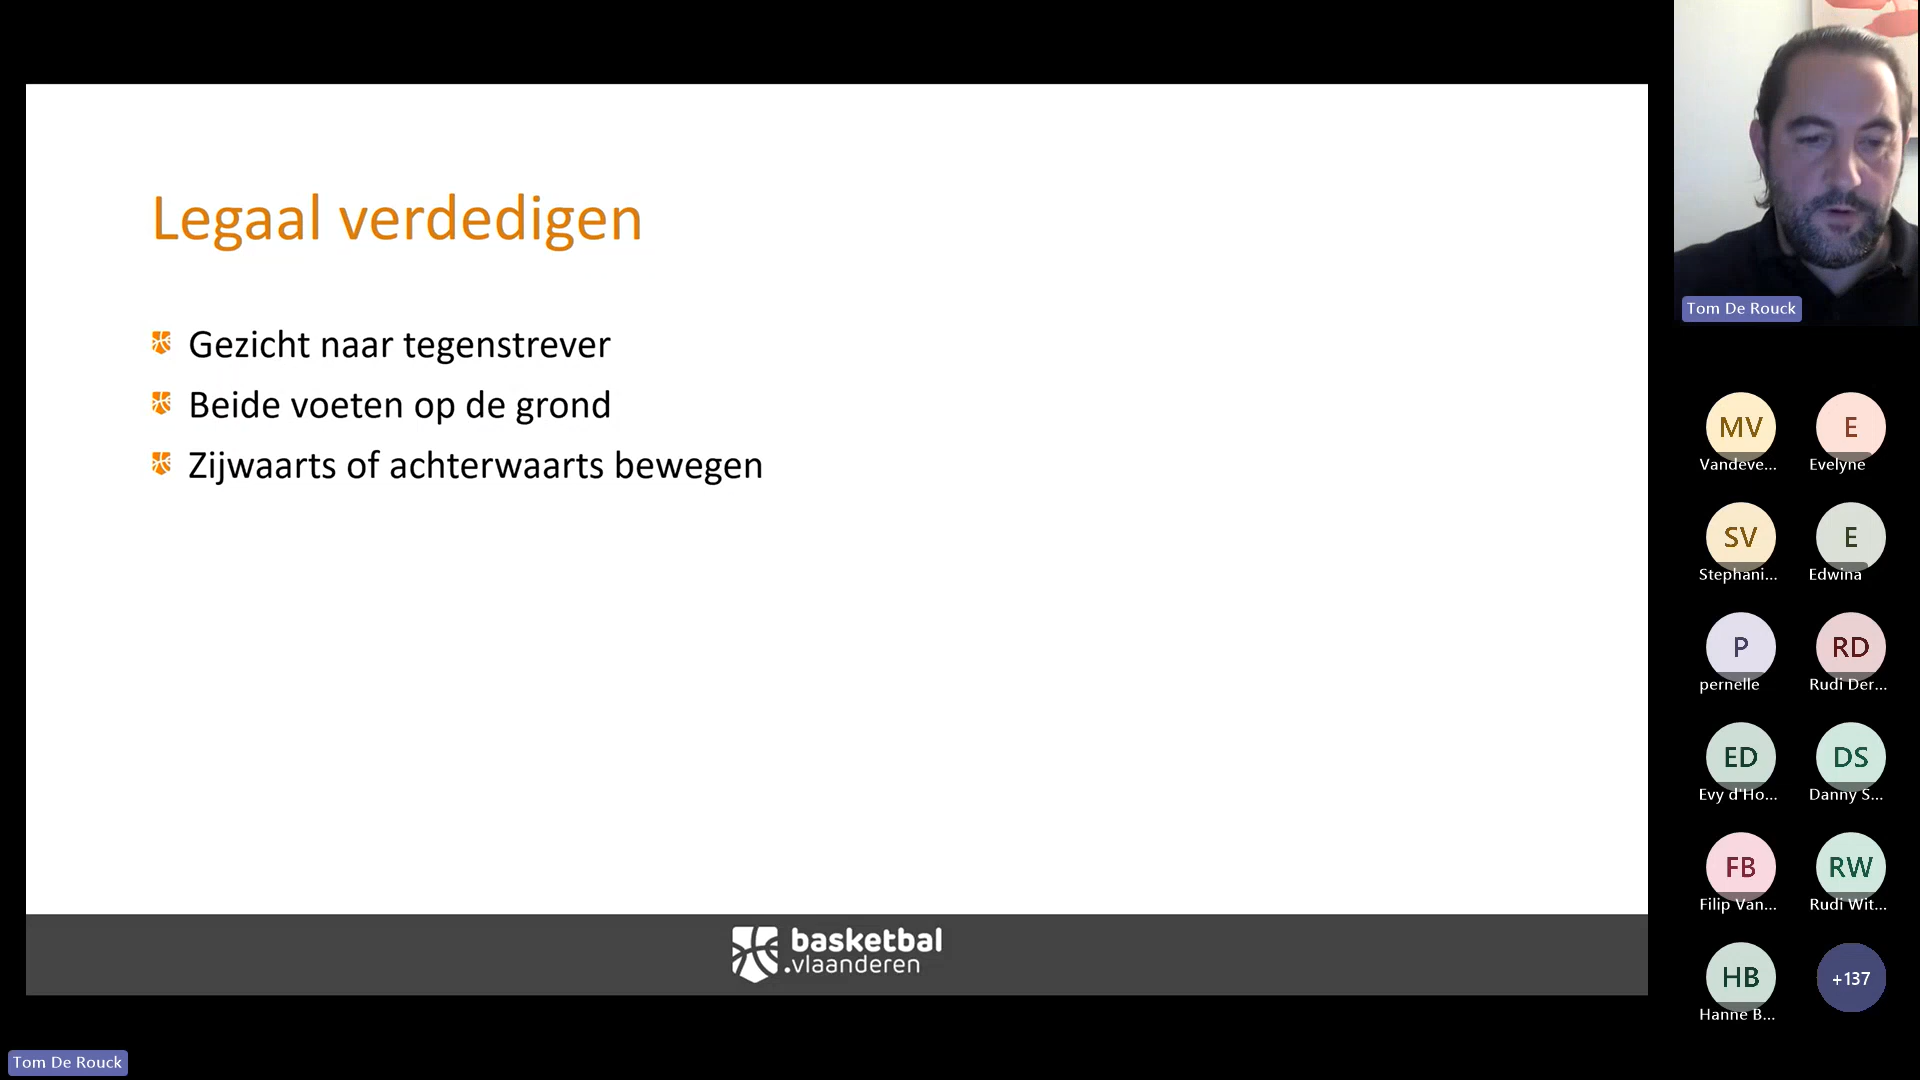 Legaal verdedigen
Gezicht naar tegenstrever
Beide voeten op de grond
Zijwaarts of achterwaarts bewegen
basketbal
.vlaanderen
Tom De Rouck
Tom De Rouck
MV
Vandeve...
E
Evelyne
SV
Stephani...
E
Edwina
P
pernelle
RD
Rudi Der...
ED
Evy d'Ho...
DS
Danny S...
FB
Filip Van...
RW
Rudi Wit...
HB
Hanne B...
+137